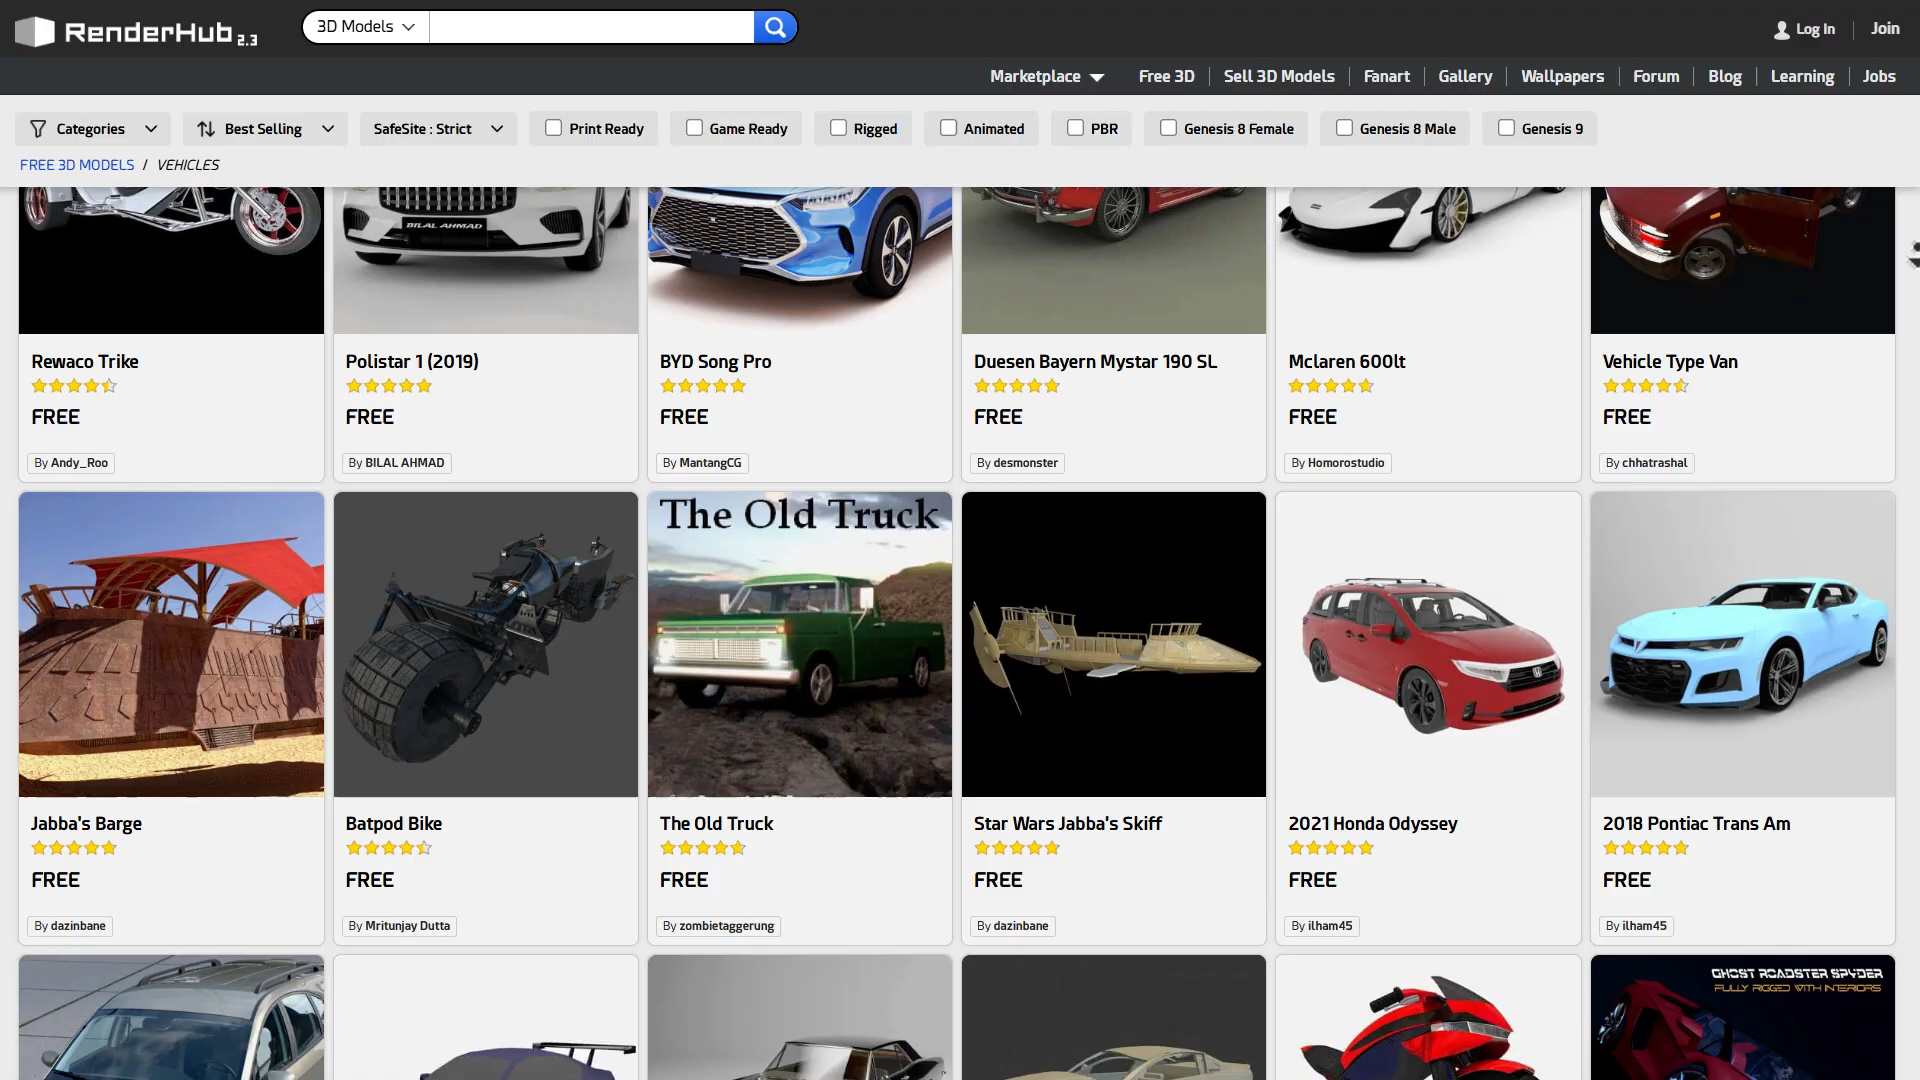 RenderHub 2.3
3D Models
Log In
Join
Marketplace
Free 3D
Sell 3D Models
Fanart
Gallery
Wallpapers
Forum
Blog
Learning
Jobs
Categories
Best Selling
SafeSite : Strict
Print Ready
Game Ready
Rigged
Animated
PBR
Genesis 8 Female
Genesis 8 Male
Genesis 9
FREE 3D MODELS / VEHICLES
BILAL AHMAD
Rewaco Trike
FREE
By Andy_Roo
Polistar 1 (2019)
FREE
By BILAL AHMAD
BYD Song Pro
FREE
By MantangCG
Duesen Bayern Mystar 190 SL
FREE
By desmonster
Mclaren 600lt
FREE
By Homorostudio
Vehicle Type Van
FREE
By chhatrashal
The Old Truck
Jabba's Barge
FREE
By dazinbane
Batpod Bike
FREE
By Mritunjay Dutta
The Old Truck
FREE
By zombietaggerung
Star Wars Jabba's Skiff
FREE
By dazinbane
2021 Honda Odyssey
FREE
By ilham45
2018 Pontiac Trans Am
FREE
By ilham45
GHOST ROADSTER SPYDER
FULLY RIGGED WITH INTERIORS